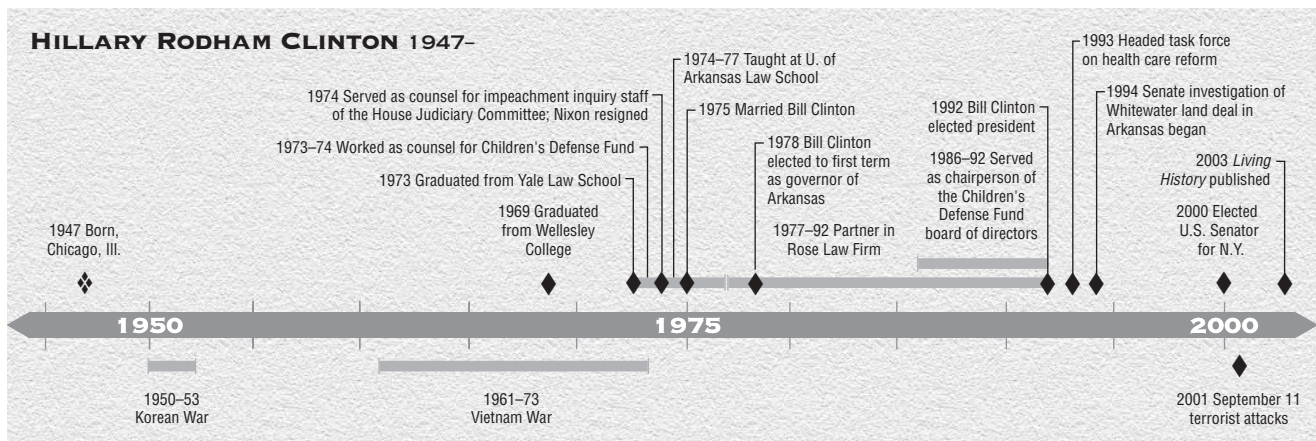 HILLARY RODHAM CLINTON 1947–
1947 Born,
Chicago, Ill.
1969 Graduated
from Wellesley
College
1973 Graduated from Yale Law School
1973–74 Worked as counsel for Children's Defense Fund
1974 Served as counsel for impeachment inquiry staff
of the House Judiciary Committee; Nixon resigned
1974–77 Taught at U. of
Arkansas Law School
1975 Married Bill Clinton
1978 Bill Clinton
elected to first term
as governor of
Arkansas
1977–92 Partner in
Rose Law Firm
1986–92 Served
as chairperson of
the Children's
Defense Fund
board of directors
1992 Bill Clinton
elected president
1993 Headed task force
on health care reform
1994 Senate investigation of
Whitewater land deal in
Arkansas began
2000 Elected
U.S. Senator
for N.Y.
2003 Living
History published
1950
1975
2000
1950–53
Korean War
1961–73
Vietnam War
2001 September 11
terrorist attacks